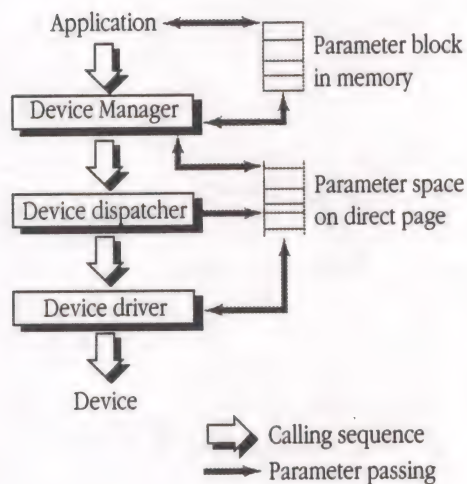 Application
Parameter block
in memory
Device Manager
Parameter space
on direct page
Device dispatcher
Device driver
Device
Calling sequence
Parameter passing